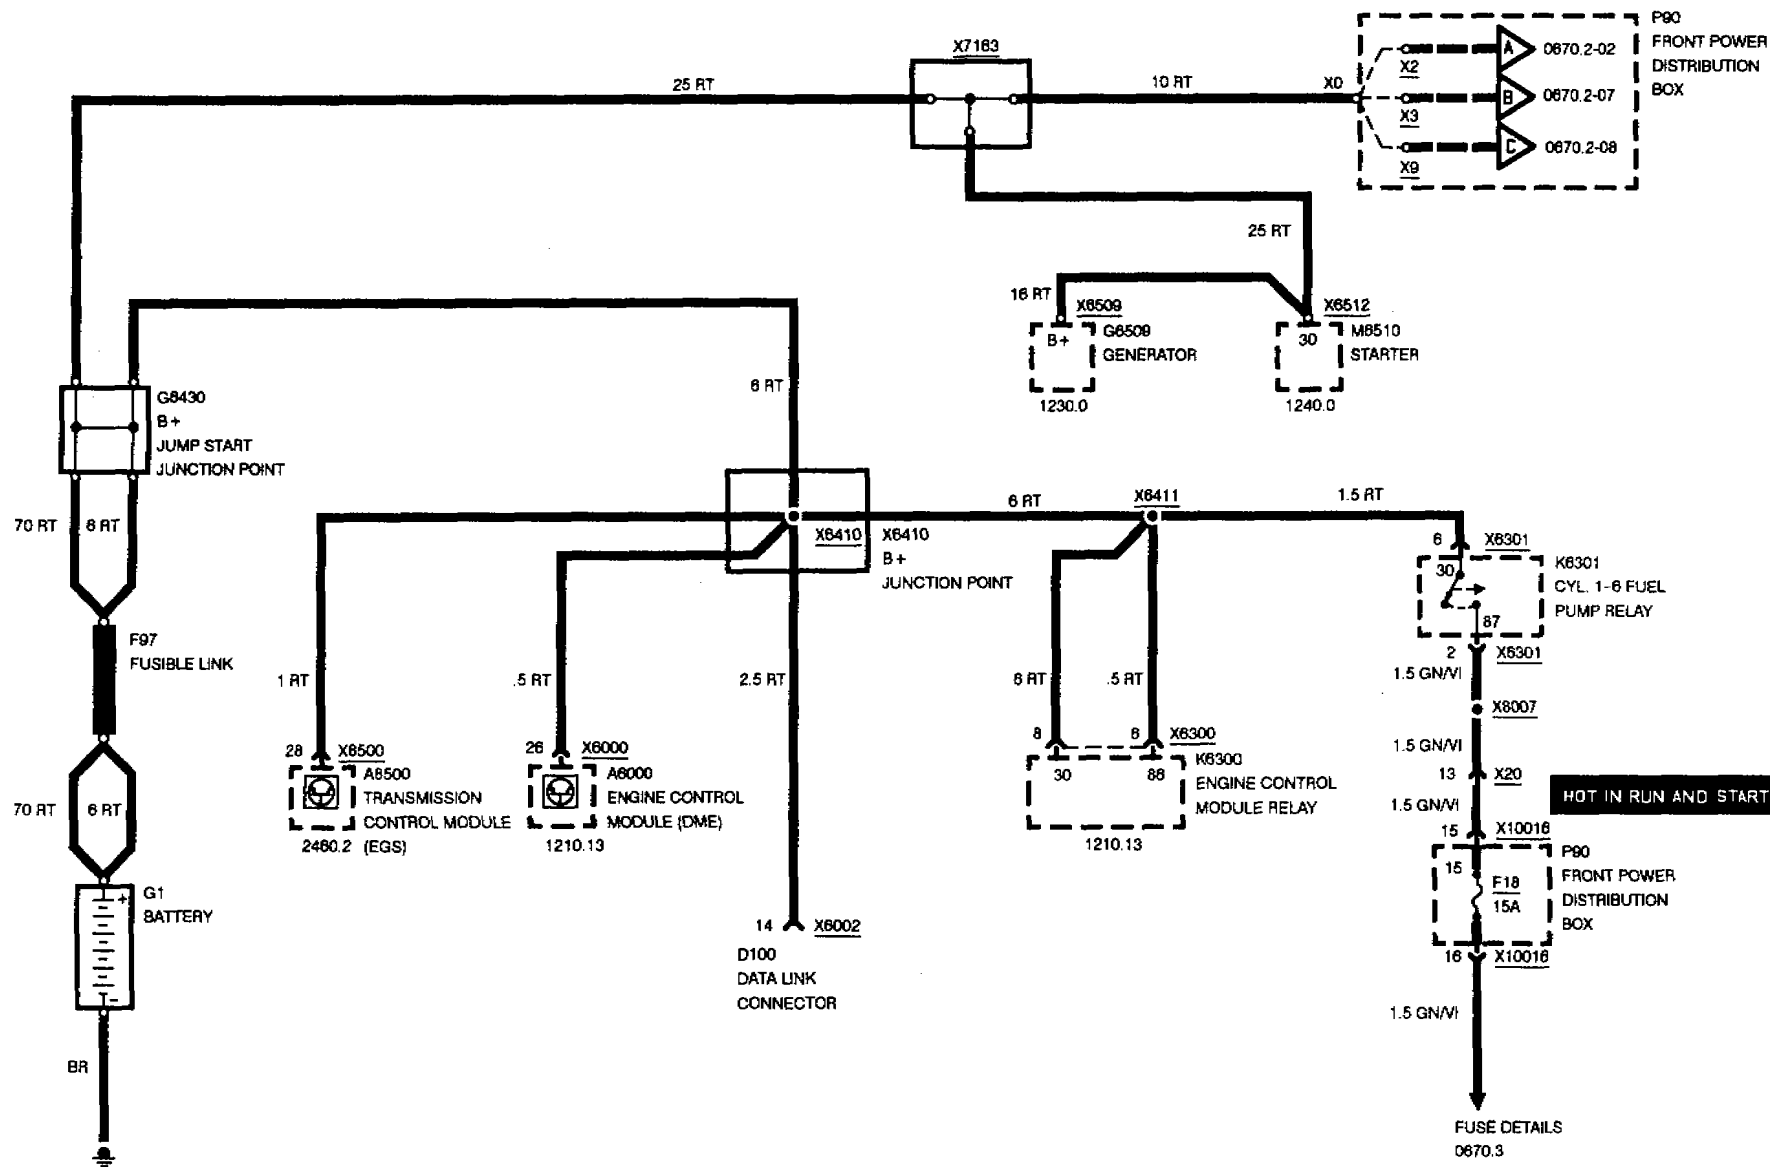 X7163
25 RT
10 RT
X0
A
0670.2-02
X2
B
0670.2-07
X3
C
0670.2-08
X9
P90
FRONT POWER
DISTRIBUTION
BOX
25 RT
16 RT
X6509
B+
G6509
GENERATOR
1230.0
X6512
30
M6510
STARTER
1240.0
6 RT
G6430
B+
JUMP START
JUNCTION POINT
70 RT
6 RT
F97
FUSIBLE LINK
70 RT
6 RT
+
-
G1
BATTERY
BR
X6410
X6410
B+
JUNCTION POINT
6 RT
X6411
1.5 RT
1 RT
28
X8500
A8500
TRANSMISSION
CONTROL MODULE
(EGS)
2460.2
.5 RT
26
X6000
A6000
ENGINE CONTROL
MODULE (DME)
1210.13
2.5 RT
14
X6002
D100
DATA LINK
CONNECTOR
6 RT
.5 RT
8
6
X6300
30
86
K6300
ENGINE CONTROL
MODULE RELAY
1210.13
6
X6301
30
87
K6301
CYL. 1-6 FUEL
PUMP RELAY
2
X6301
1.5 GN/VI
X8007
1.5 GN/VI
13
X20
HOT IN RUN AND START
1.5 GN/VI
15
X10016
15
F18
15A
P90
FRONT POWER
DISTRIBUTION
BOX
16
X10016
1.5 GN/VI
FUSE DETAILS
0670.3